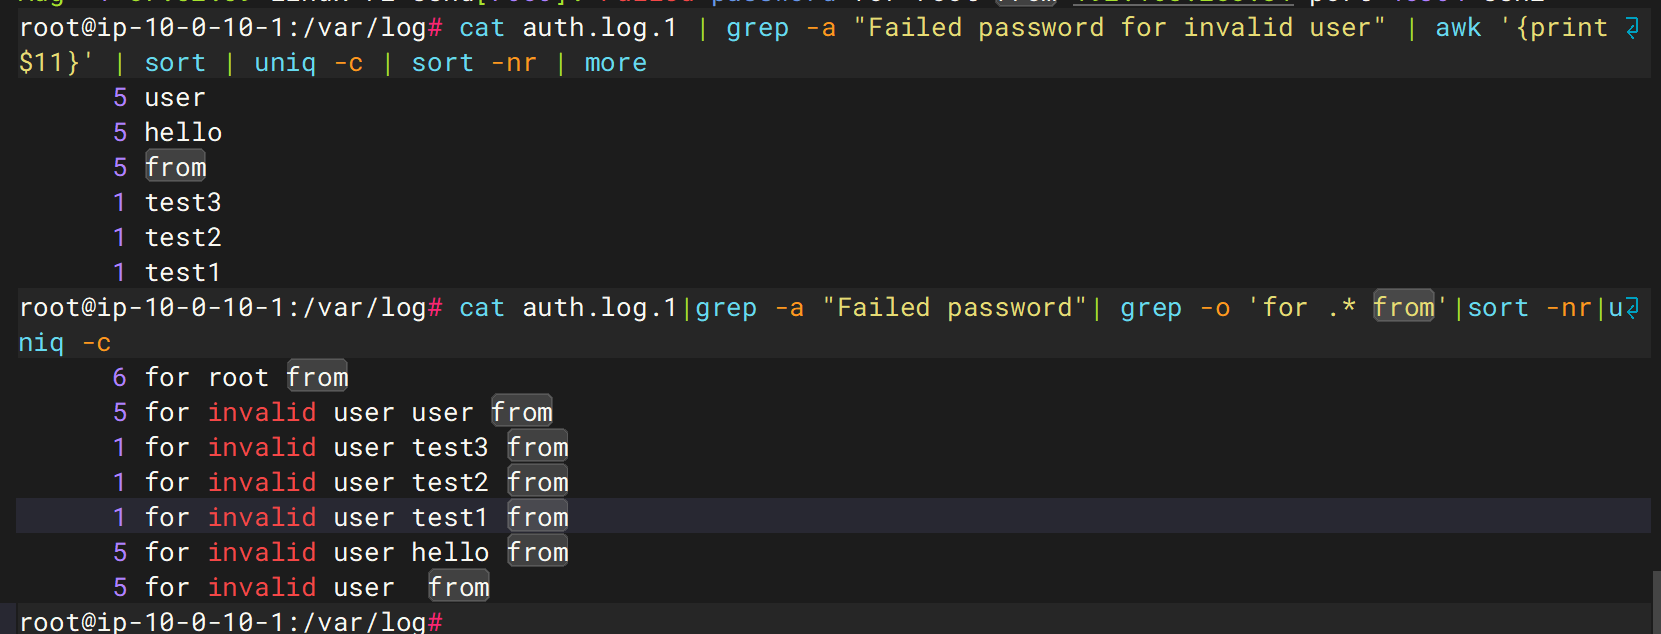 root@ip-10-0-10-1:/var/log# cat auth.log.1 | grep -a "Failed password for invalid user" | awk '{print
$11}' | sort | uniq -c | sort -nr | more
5 user
5 hello
5 from
1 test3
1 test2
1 test1
root@ip-10-0-10-1:/var/log# cat auth.log.1|grep -a "Failed password"| grep -o 'for .* from'|sort -nr|u
niq -c
6 for root from
5 for invalid user user from
1 for invalid user test3 from
1 for invalid user test2 from
1 for invalid user test1 from
5 for invalid user hello from
5 for invalid user  from
root@ip-10-0-10-1:/var/log#